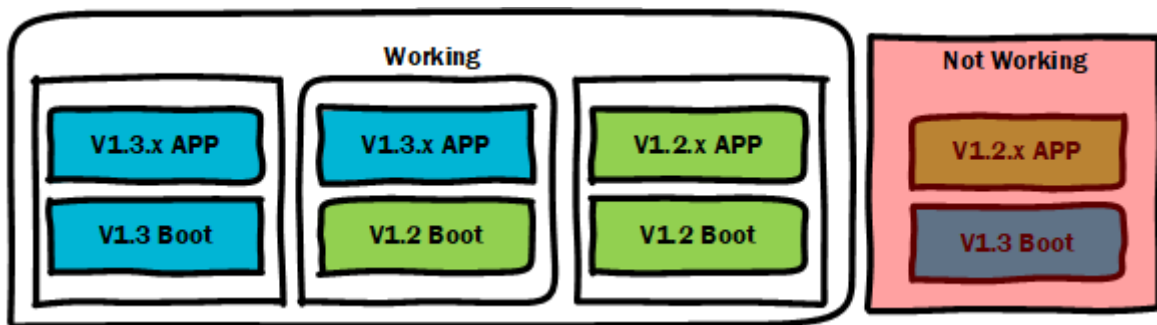 Working
V1.3.x APP
V1.3 Boot
V1.3.x APP
V1.2 Boot
V1.2.x APP
V1.2 Boot
Not Working
V1.2.x APP
V1.3 Boot